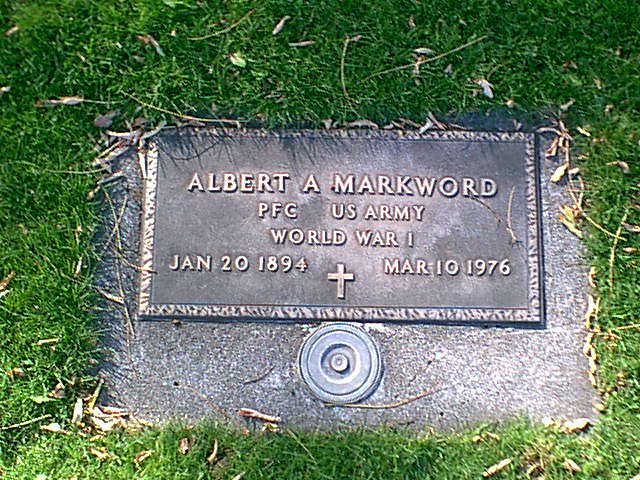 ALBERT A MARKWORD
PFC US ARMY
WORLD WAR I
JAN 20 1894 MAR 10 1976